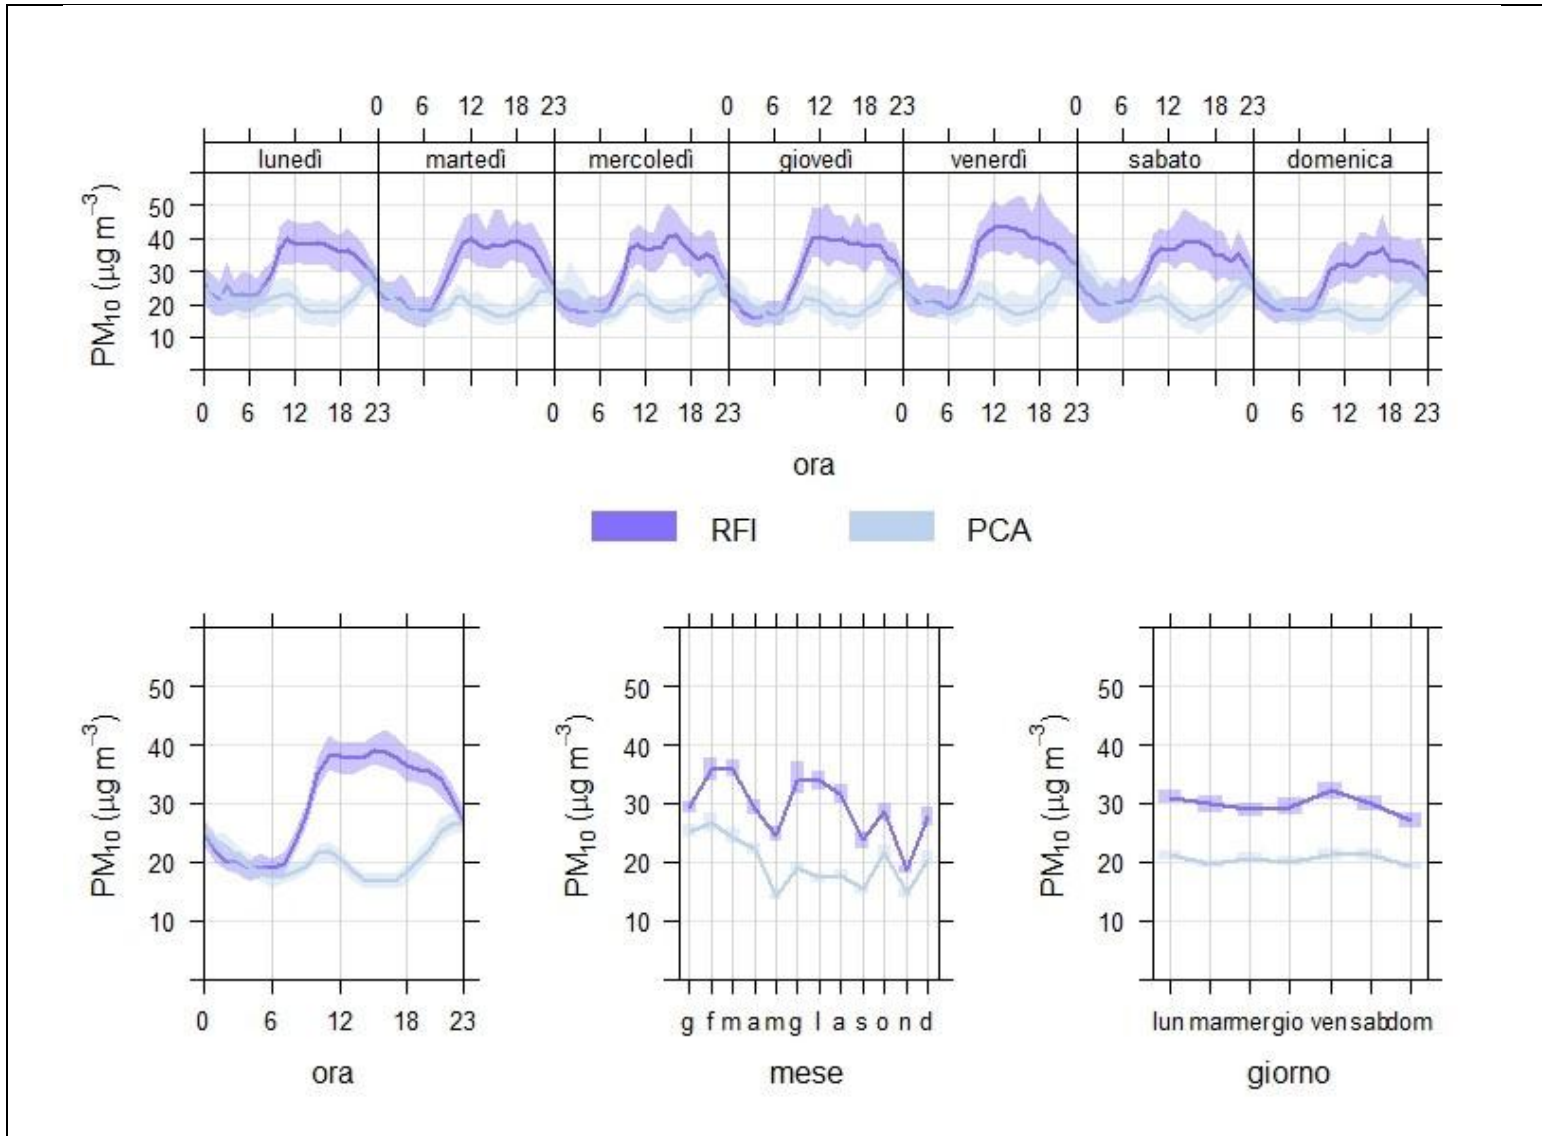 0 6 12 18 23 0 6 12 18 23 0 6 12 18 23
lunedì martedì mercoledì giovedì venerdì sabato domenica
PM10 (µg m−3)
50
40
30
20
10
0 6 12 18 23 0 6 12 18 23 0 6 12 18 23 0 6 12 18 23
ora
RFI PCA
PM10 (µg m−3)
50
40
30
20
10
0 6 12 18 23
ora
PM10 (µg m−3)
50
40
30
20
10
g f m a m g l a s o n d
mese
PM10 (µg m−3)
50
40
30
20
10
lun mar mer gio ven sab dom
giorno